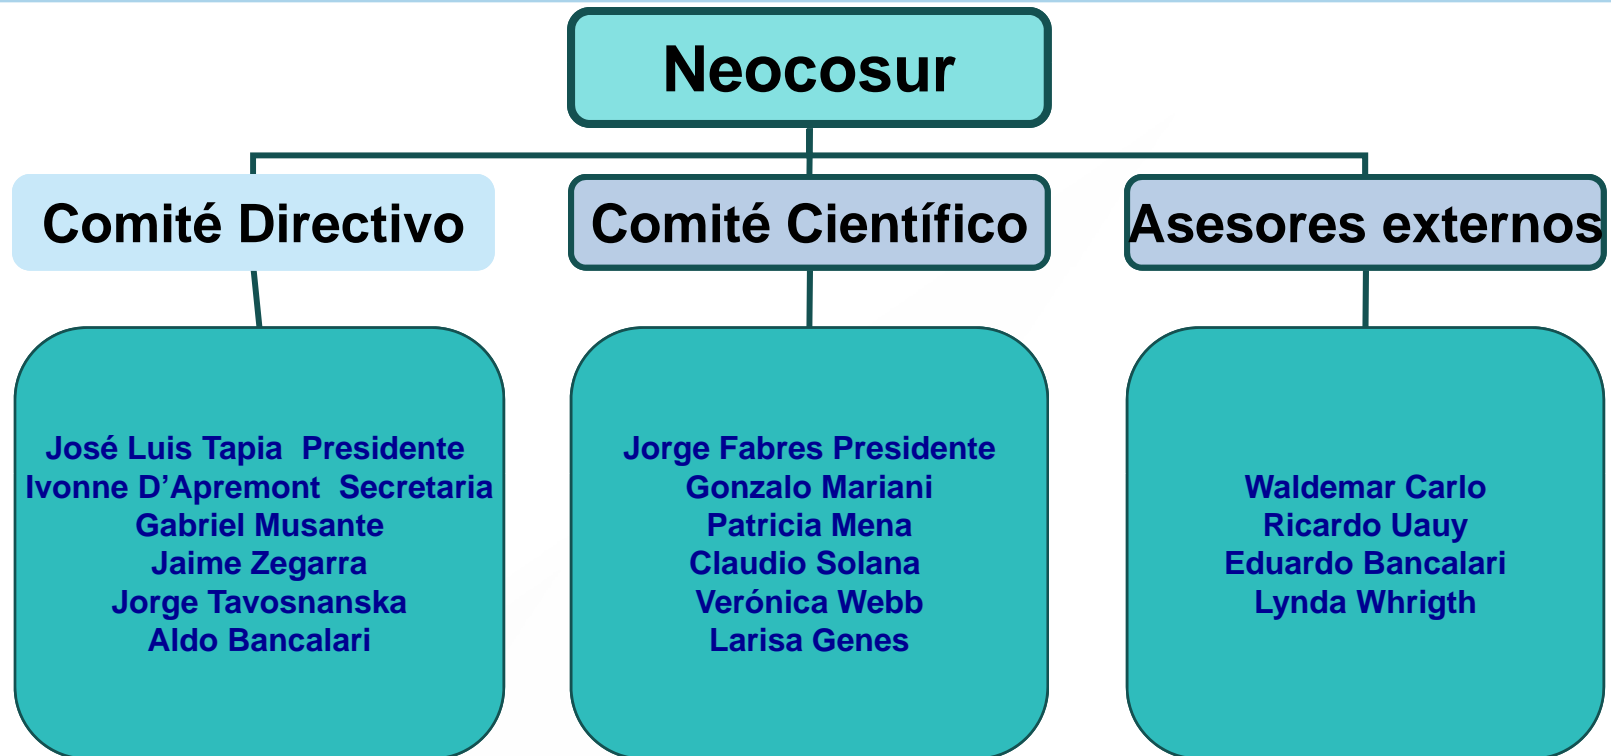 Neocosur
Comité Directivo
Comité Científico
Asesores externos
José Luis Tapia  Presidente
Ivonne D’Apremont  Secretaria
Gabriel Musante
Jaime Zegarra
Jorge Tavosnanska
Aldo Bancalari
Jorge Fabres Presidente
Gonzalo Mariani
Patricia Mena
Claudio Solana
Verónica Webb
Larisa Genes
Waldemar Carlo
Ricardo Uauy
Eduardo Bancalari
Lynda Whrigth